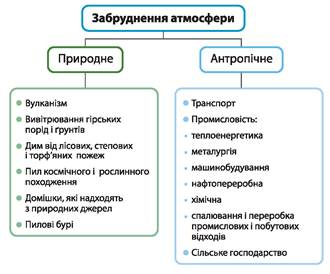 Забруднення атмосфери
Природне
Вулканізм
Вивітрювання гірських
порід і ґрунтів
Дим від лісових, степових
і торф'яних пожеж
Пил космічного і рослинного
походження
Домішки, які надходять
з природних джерел
Пилові бурі
Антропічне
Транспорт
Промисловість:
теплоенергетика
металургія
машинобудування
нафтопереробна
хімічна
спалювання і переробка
промислових і побутових
відходів
Сільське господарство